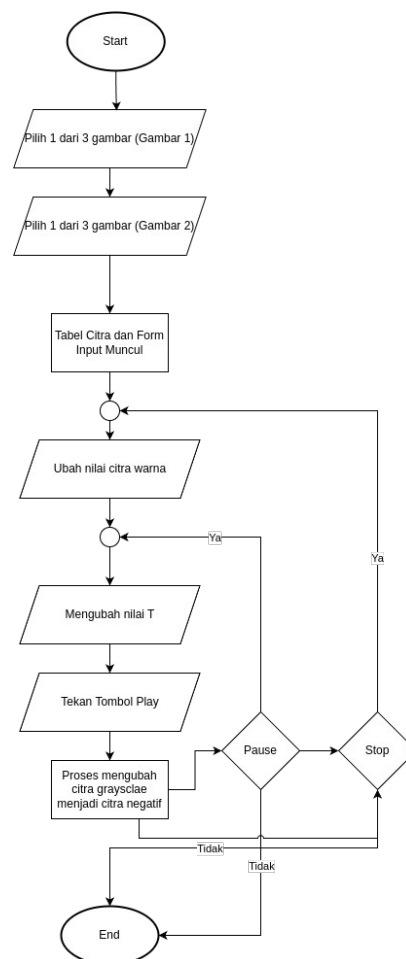 Start
Pilih 1 dari 3 gambar (Gambar 1)
Pilih 1 dari 3 gambar (Gambar 2)
Tabel Citra dan Form
Input Muncul
Ubah nilai citra warna
Ya
Ya
Mengubah nilai T
Tekan Tombol Play
Pause
Stop
Proses mengubah
citra graysclae
menjadi citra negatif
Tidak
Tidak
End